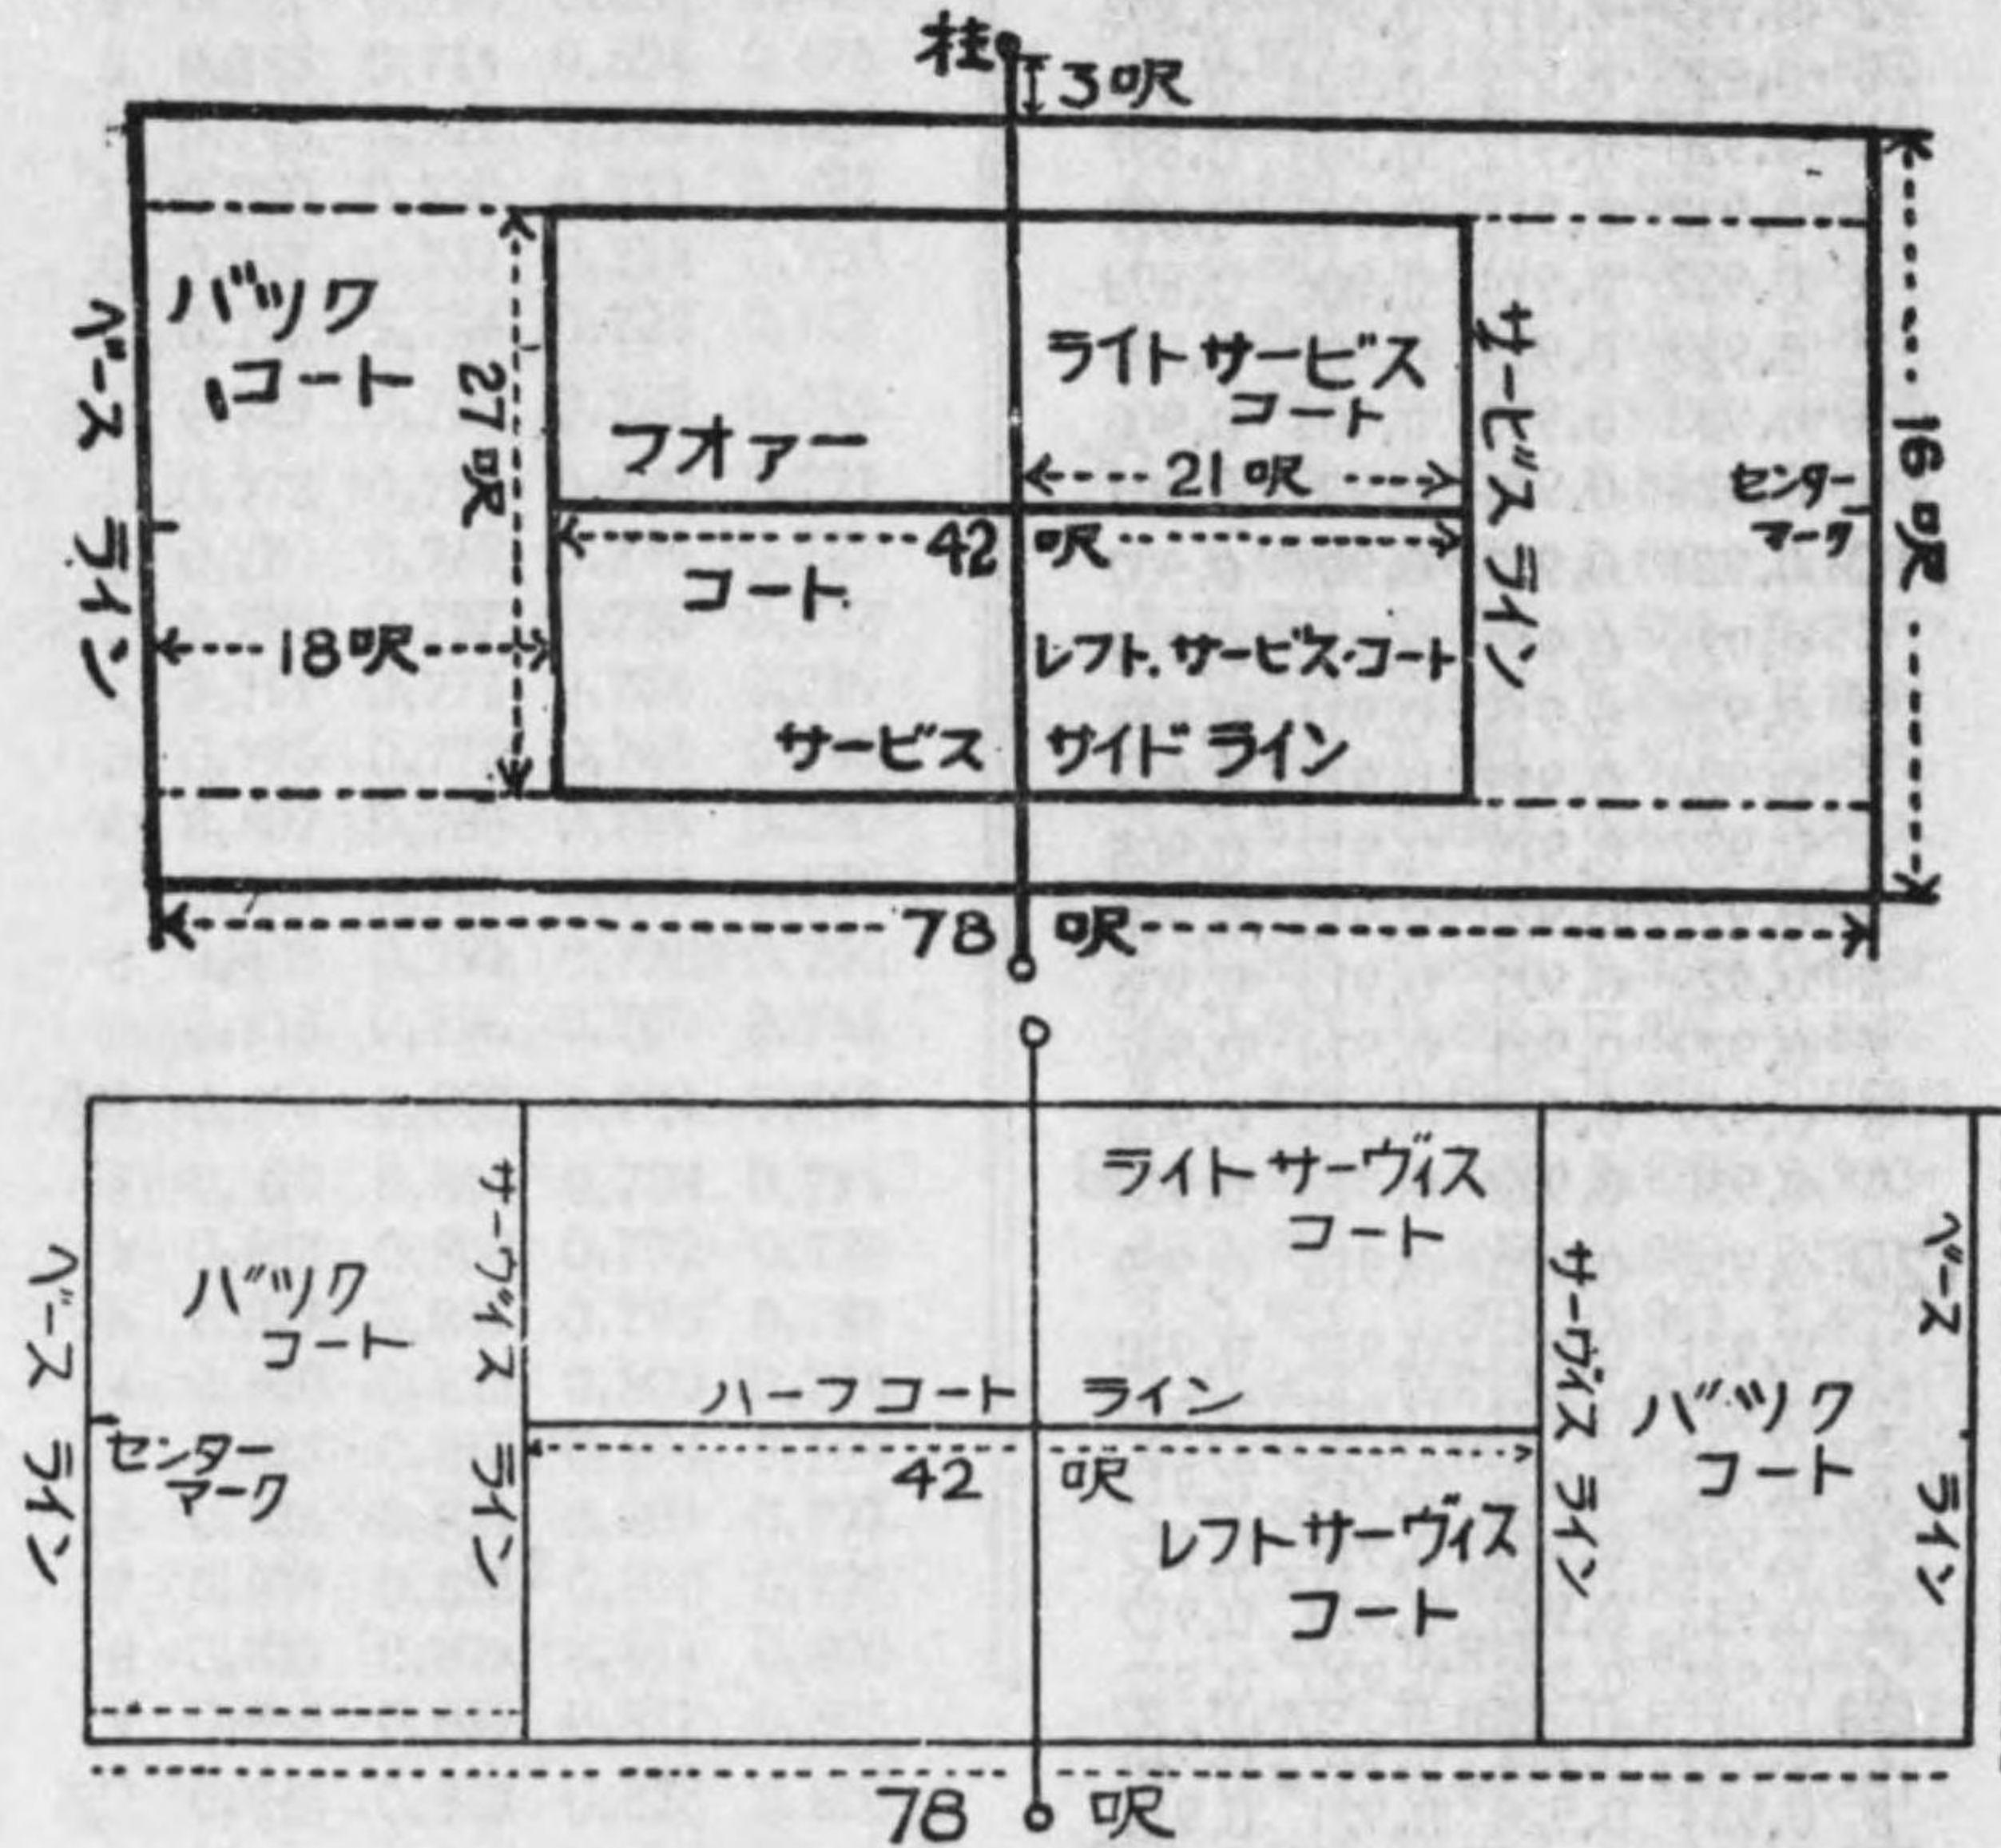 柱
3呎
バック
コート
ベース ライン
27呎
フオァー
コート
ライトサービス
コート
21呎
42 呎
サービス ライン
センター
マーク
16呎
18呎
レフト.サービス・コート
サービス サイド ライン
78 呎
ライトサーヴィス
コート
サーヴィス ライン
ベース ライン
バツク
コート
ハーフコート ライン
センター
マーク
42 呎
サーヴィス ライン
バツク
コート
ベース ライン
レフトサーヴィス
コート
78 呎